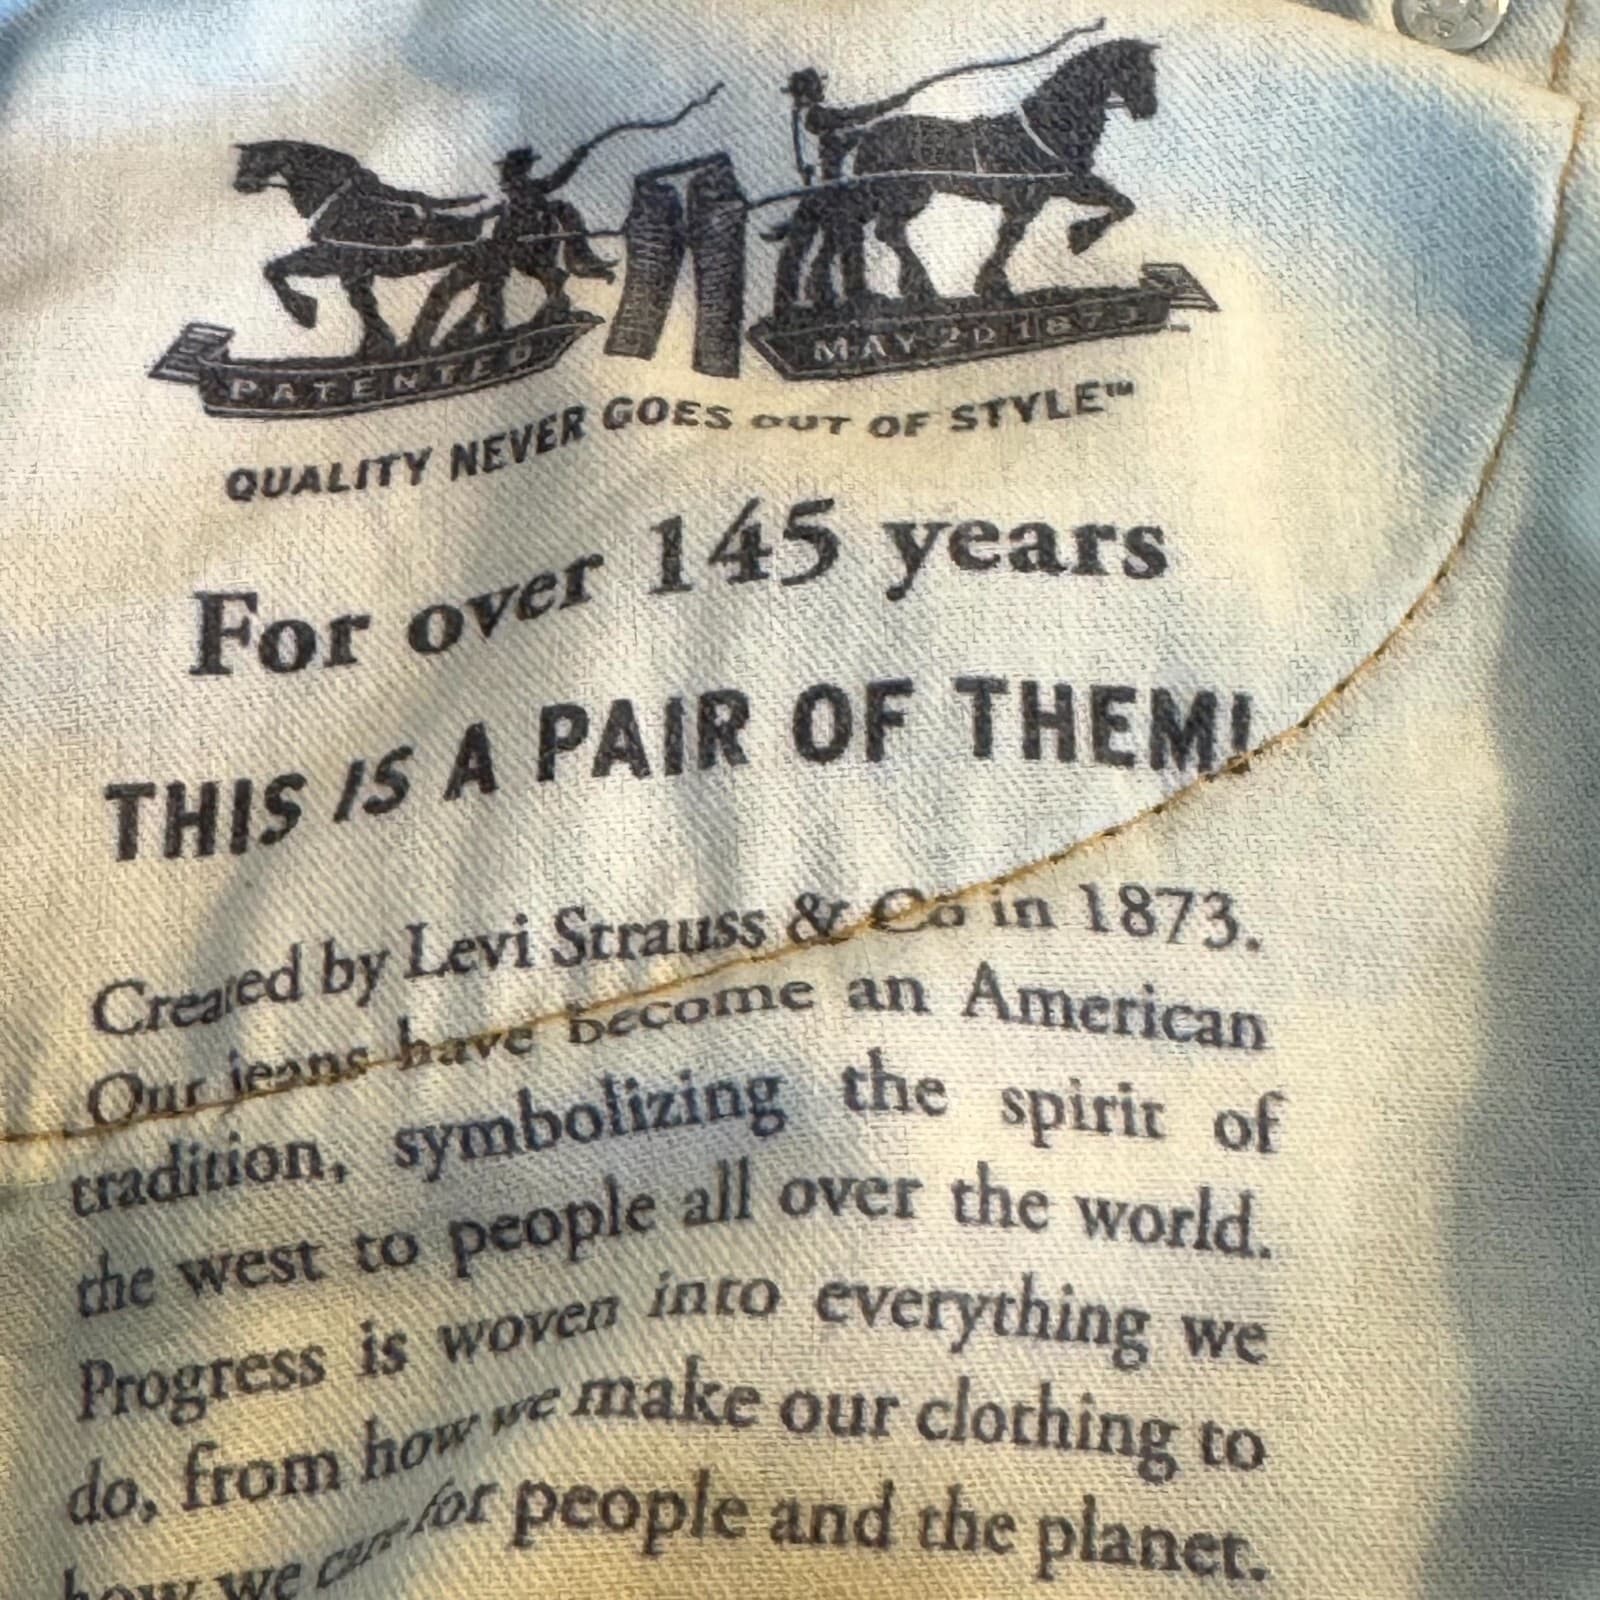 PATENTED
MAY 2D 1873
QUALITY NEVER GOES OUT OF STYLE™
For over 145 years
THIS IS A PAIR OF THEM!
Created by Levi Strauss & Co in 1873.
Our jeans have become an American
tradition, symbolizing the spirit of
the west to people all over the world.
Progress is woven into everything we
do, from how we make our clothing to
how we care for people and the planet.